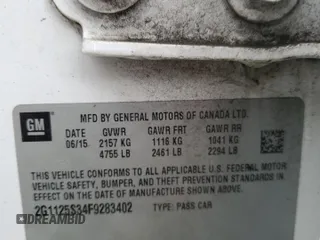 GM
MFD BY GENERAL MOTORS OF CANADA LTD.
DATE GVWR GAWR FRT GAWR RR
06/15 2157 KG 1116 KG 1041 KG
4755 LB 2461 LB 2294 LB
THIS VEHICLE CONFORMS TO ALL APPLICABLE U.S. FEDERAL
VEHICLE SAFETY, BUMPER, AND THEFT PREVENTION STANDARDS IN EFFECT
ON THE DATE OF MANUFACTURE SHOWN ABOVE.
2G1125S34F9283402 TYPE: PASS CAR
AUTOHELPERBOT.COM